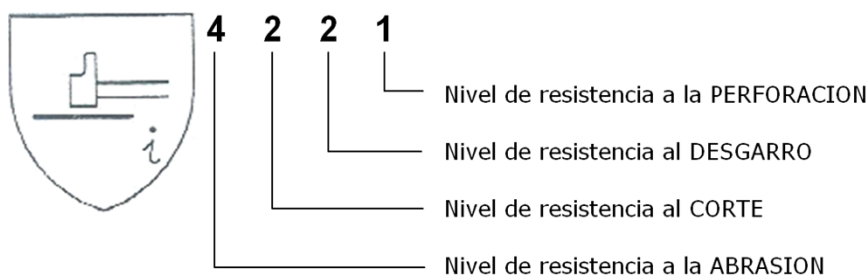 4 2 2 1
i
Nivel de resistencia a la PERFORACION
Nivel de resistencia al DESGARRO
Nivel de resistencia al CORTE
Nivel de resistencia a la ABRASION